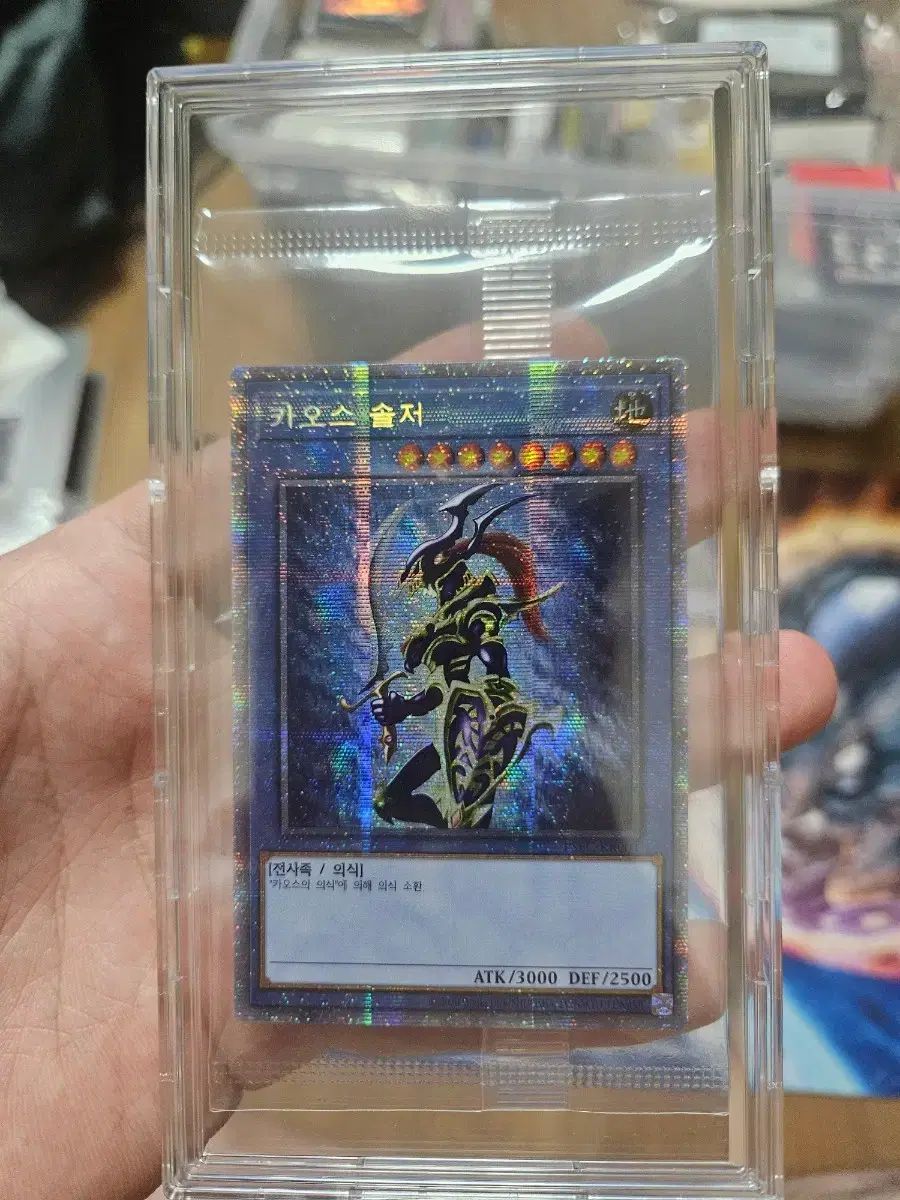 카오스 솔저
地
[전사족 / 의식]
"카오스의 의식"에 의해 의식 소환
ATK/3000 DEF/2500